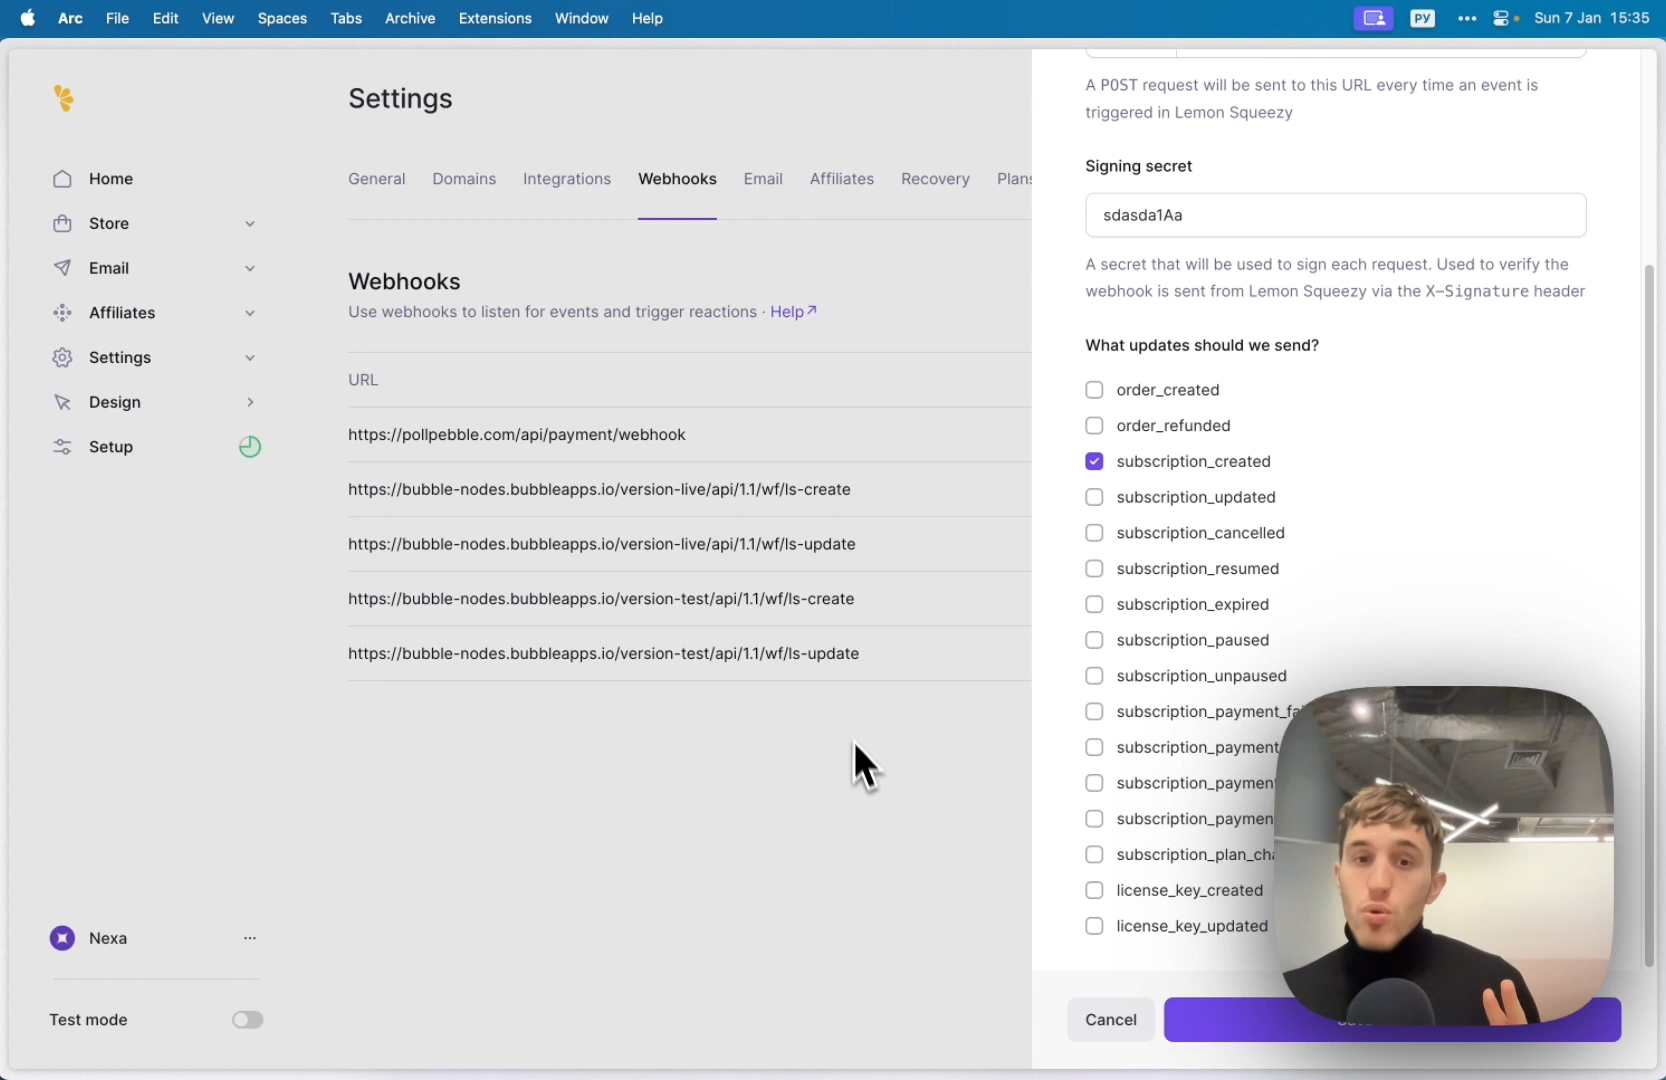 Arc File Edit View Spaces Tabs Archive Extensions Window Help РУ Sun 7 Jan 15:35
Settings
Home
Store
Email
Affiliates
Settings
Design
Setup
General Domains Integrations Webhooks Email Affiliates Recovery Plans
Webhooks
Use webhooks to listen for events and trigger reactions · Help↗
URL
https://pollpebble.com/api/payment/webhook
https://bubble-nodes.bubbleapps.io/version-live/api/1.1/wf/ls-create
https://bubble-nodes.bubbleapps.io/version-live/api/1.1/wf/ls-update
https://bubble-nodes.bubbleapps.io/version-test/api/1.1/wf/ls-create
https://bubble-nodes.bubbleapps.io/version-test/api/1.1/wf/ls-update
Nexa
Test mode
A POST request will be sent to this URL every time an event is
triggered in Lemon Squeezy
Signing secret
sdasda1Aa
A secret that will be used to sign each request. Used to verify the
webhook is sent from Lemon Squeezy via the X-Signature header
What updates should we send?
order_created
order_refunded
subscription_created
subscription_updated
subscription_cancelled
subscription_resumed
subscription_expired
subscription_paused
subscription_unpaused
subscription_payment_fai
subscription_payment
subscription_paymen
subscription_paymen
subscription_plan_cha
license_key_created
license_key_updated
Cancel